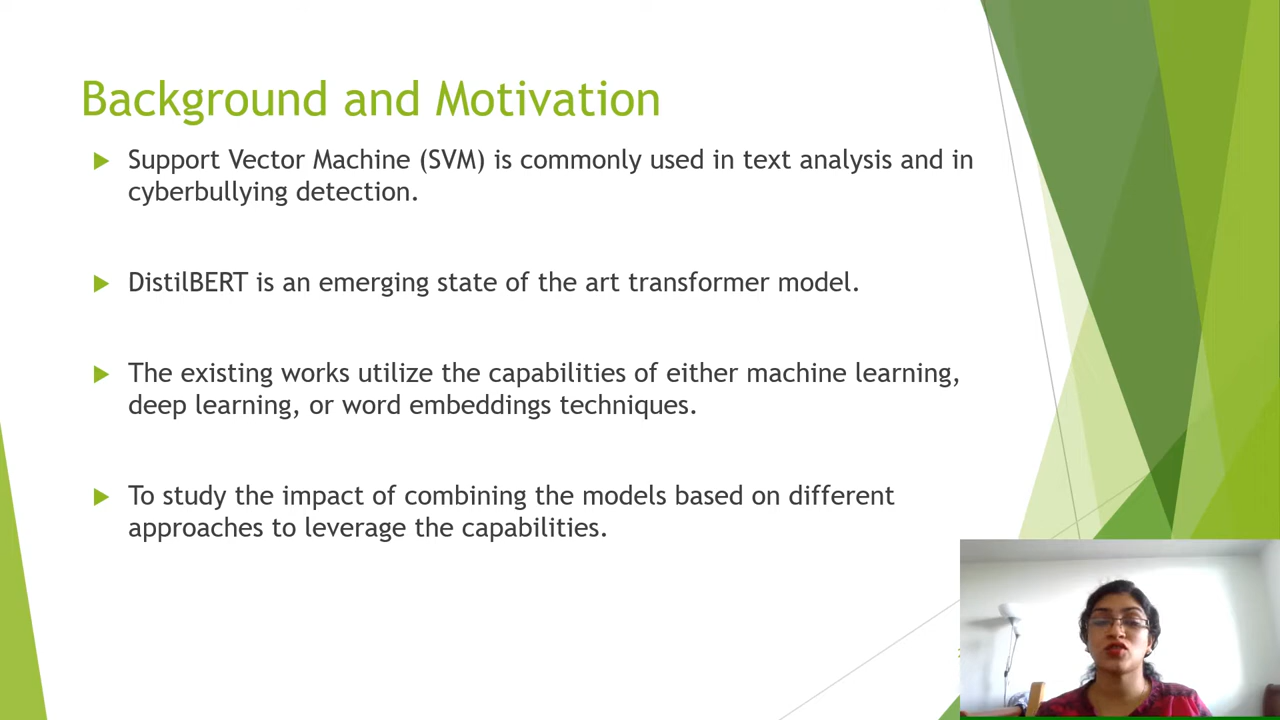 Background and Motivation
Support Vector Machine (SVM) is commonly used in text analysis and in
cyberbullying detection.
DistilBERT is an emerging state of the art transformer model.
The existing works utilize the capabilities of either machine learning,
deep learning, or word embeddings techniques.
To study the impact of combining the models based on different
approaches to leverage the capabilities.